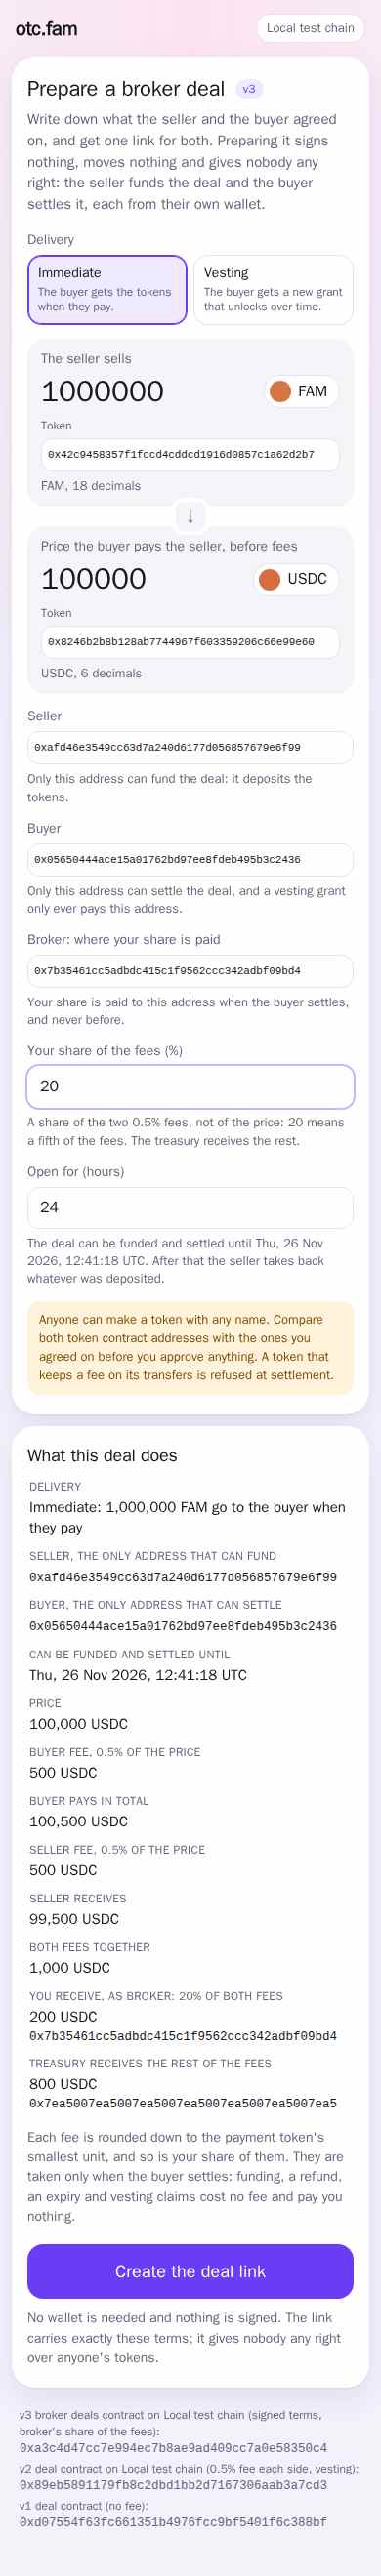 otc.fam
Local test chain
Prepare a broker deal v3
Write down what the seller and the buyer agreed
on, and get one link for both. Preparing it signs
nothing, moves nothing and gives nobody any
right: the seller funds the deal and the buyer
settles it, each from their own wallet.
Delivery
Immediate
The buyer gets the tokens
when they pay.
Vesting
The buyer gets a new grant
that unlocks over time.
The seller sells
1000000
FAM
Token
0x42c9458357f1fccd4cddcd1916d0857c1a62d2b7
FAM, 18 decimals
↓
Price the buyer pays the seller, before fees
100000
USDC
Token
0x8246b2b8b128ab7744967f603359206c66e99e60
USDC, 6 decimals
Seller
0xafd46e3549cc63d7a240d6177d056857679e6f99
Only this address can fund the deal: it deposits the
tokens.
Buyer
0x05650444ace15a01762bd97ee8fdeb495b3c2436
Only this address can settle the deal, and a vesting grant
only ever pays this address.
Broker: where your share is paid
0x7b35461cc5adbdc415c1f9562ccc342adbf09bd4
Your share is paid to this address when the buyer settles,
and never before.
Your share of the fees (%)
20
A share of the two 0.5% fees, not of the price: 20 means
a fifth of the fees. The treasury receives the rest.
Open for (hours)
24
The deal can be funded and settled until Thu, 26 Nov
2026, 12:41:18 UTC. After that the seller takes back
whatever was deposited.
Anyone can make a token with any name. Compare
both token contract addresses with the ones you
agreed on before you approve anything. A token that
keeps a fee on its transfers is refused at settlement.
What this deal does
DELIVERY
Immediate: 1,000,000 FAM go to the buyer when
they pay
SELLER, THE ONLY ADDRESS THAT CAN FUND
0xafd46e3549cc63d7a240d6177d056857679e6f99
BUYER, THE ONLY ADDRESS THAT CAN SETTLE
0x05650444ace15a01762bd97ee8fdeb495b3c2436
CAN BE FUNDED AND SETTLED UNTIL
Thu, 26 Nov 2026, 12:41:18 UTC
PRICE
100,000 USDC
BUYER FEE, 0.5% OF THE PRICE
500 USDC
BUYER PAYS IN TOTAL
100,500 USDC
SELLER FEE, 0.5% OF THE PRICE
500 USDC
SELLER RECEIVES
99,500 USDC
BOTH FEES TOGETHER
1,000 USDC
YOU RECEIVE, AS BROKER: 20% OF BOTH FEES
200 USDC
0x7b35461cc5adbdc415c1f9562ccc342adbf09bd4
TREASURY RECEIVES THE REST OF THE FEES
800 USDC
0x7ea5007ea5007ea5007ea5007ea5007ea5007ea5
Each fee is rounded down to the payment token's
smallest unit, and so is your share of them. They are
taken only when the buyer settles: funding, a refund,
an expiry and vesting claims cost no fee and pay you
nothing.
Create the deal link
No wallet is needed and nothing is signed. The link
carries exactly these terms; it gives nobody any right
over anyone's tokens.
v3 broker deals contract on Local test chain (signed terms,
broker's share of the fees):
0xa3c4d47cc7e994ec7b8ae9ad409cc7a0e58350c4
v2 deal contract on Local test chain (0.5% fee each side, vesting):
0x89eb5891179fb8c2dbd1bb2d7167306aab3a7cd3
v1 deal contract (no fee):
0xd07554f63fc661351b4976fcc9bf5401f6c388bf